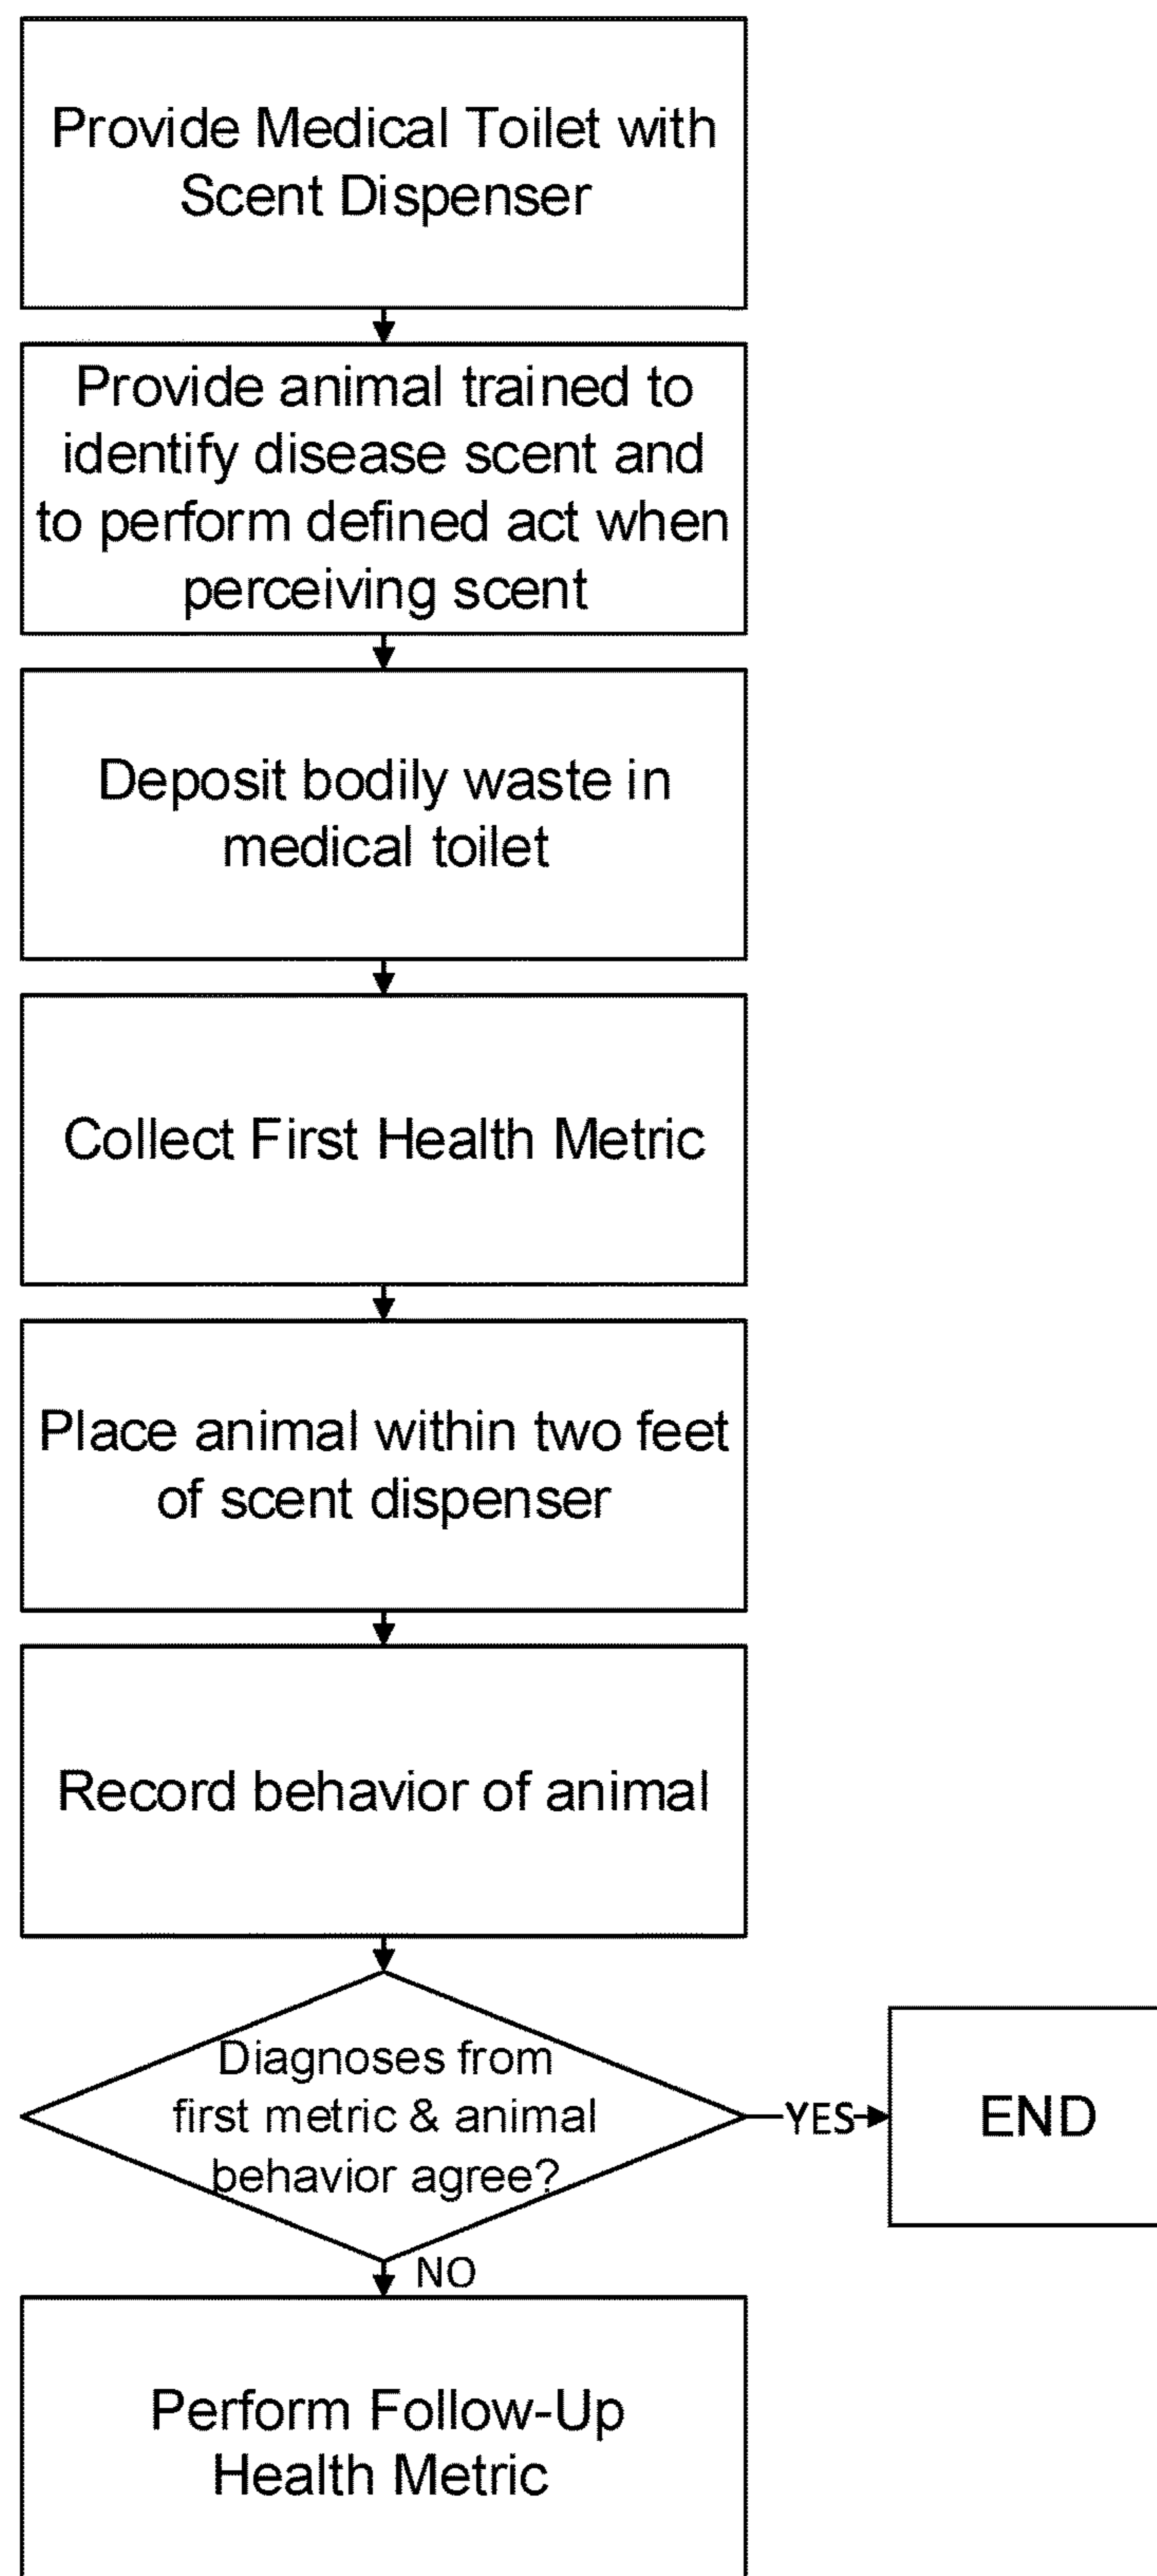 Provide Medical Toilet with
Scent Dispenser
Provide animal trained to
identify disease scent and
to perform defined act when
perceiving scent
Deposit bodily waste in
medical toilet
Collect First Health Metric
Place animal within two feet
of scent dispenser
Record behavior of animal
Diagnoses from
first metric & animal
behavior agree?
YES
END
NO
Perform Follow-Up
Health Metric